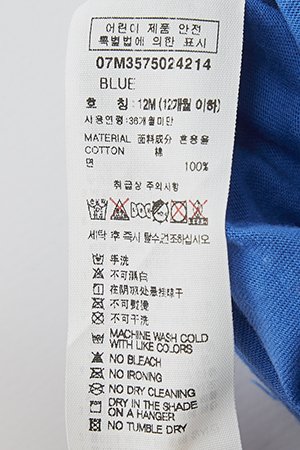 어린이 제품 안전
특별법에 의한 표시
07M3575024214
BLUE
호 칭 : 12M (12개월 이하)
사용연령 : 36개월 미만
MATERIAL 面料成分 혼용율
COTTON 棉
면 100%
취급상 주의사항
세탁 후 즉시 탈수건조하십시오
手洗
不可漂白
在阴凉处悬挂晾干
不可熨烫
不可干洗
MACHINE WASH COLD
WITH LIKE COLORS
NO BLEACH
NO IRONING
NO DRY CLEANING
DRY IN THE SHADE
ON A HANGER
NO TUMBLE DRY